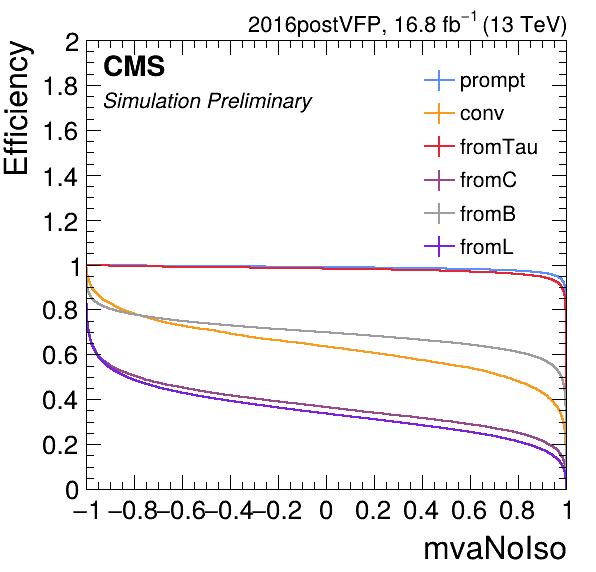 2016postVFP, 16.8 fb⁻¹ (13 TeV)
Efficiency
CMS
Simulation Preliminary
prompt
conv
fromTau
fromC
fromB
fromL
2
1.8
1.6
1.4
1.2
1
0.8
0.6
0.4
0.2
0
−1 −0.8 −0.6 −0.4 −0.2 0 0.2 0.4 0.6 0.8 1
mvaNoIso